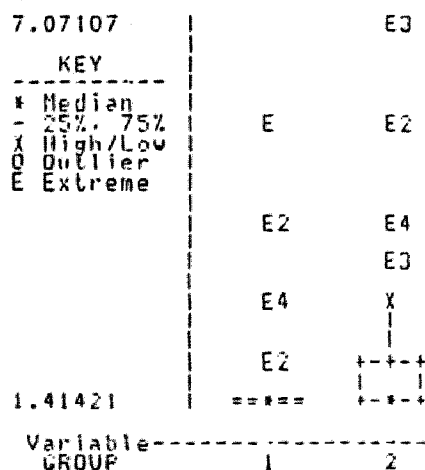 7.07107 | E3
KEY
* Median
- 25%, 75% | E E2
X High/Low
O Outlier
E Extreme
E2 E4
E3
E4 X
E2 +-+-+
1.41421 | ==*== +-*-+
Variable
GROUP 1 2